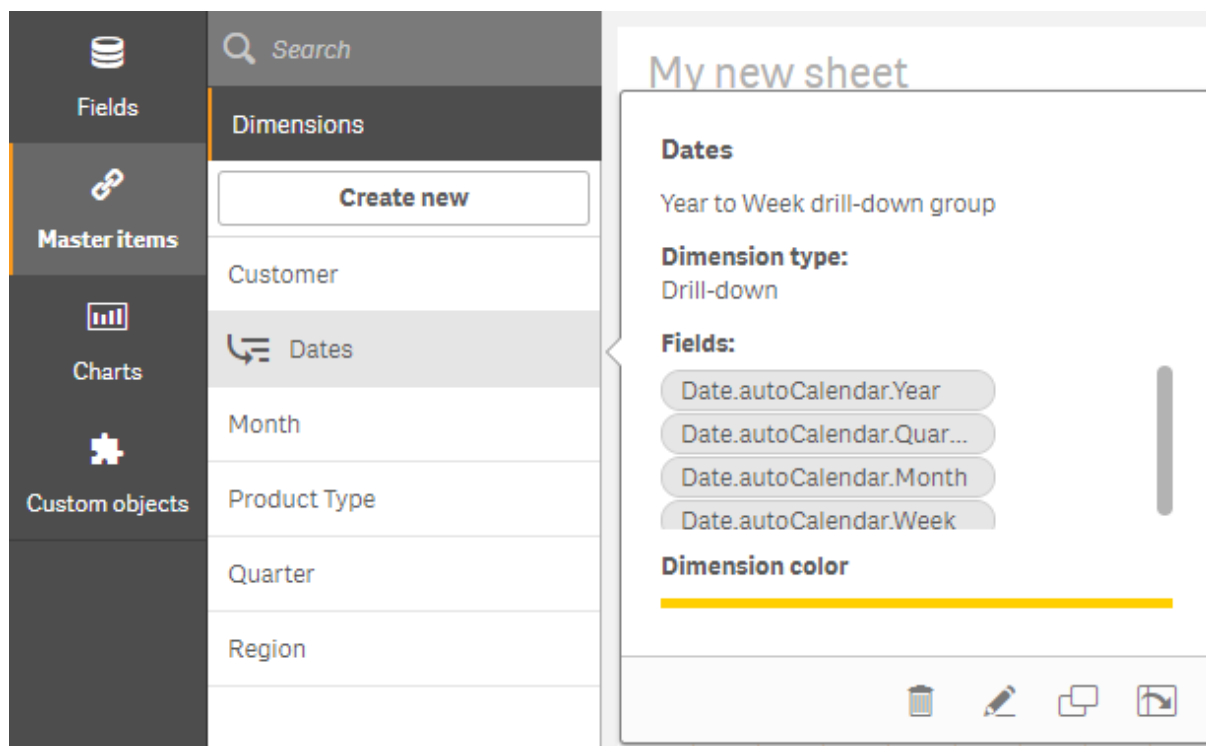 Fields
Master items
Charts
Custom objects
Search
Dimensions
Create new
Customer
Dates
Month
Product Type
Quarter
Region
My new sheet
Dates
Year to Week drill-down group
Dimension type:
Drill-down
Fields:
Date.autoCalendar.Year
Date.autoCalendar.Quar...
Date.autoCalendar.Month
Date.autoCalendar.Week
Dimension color